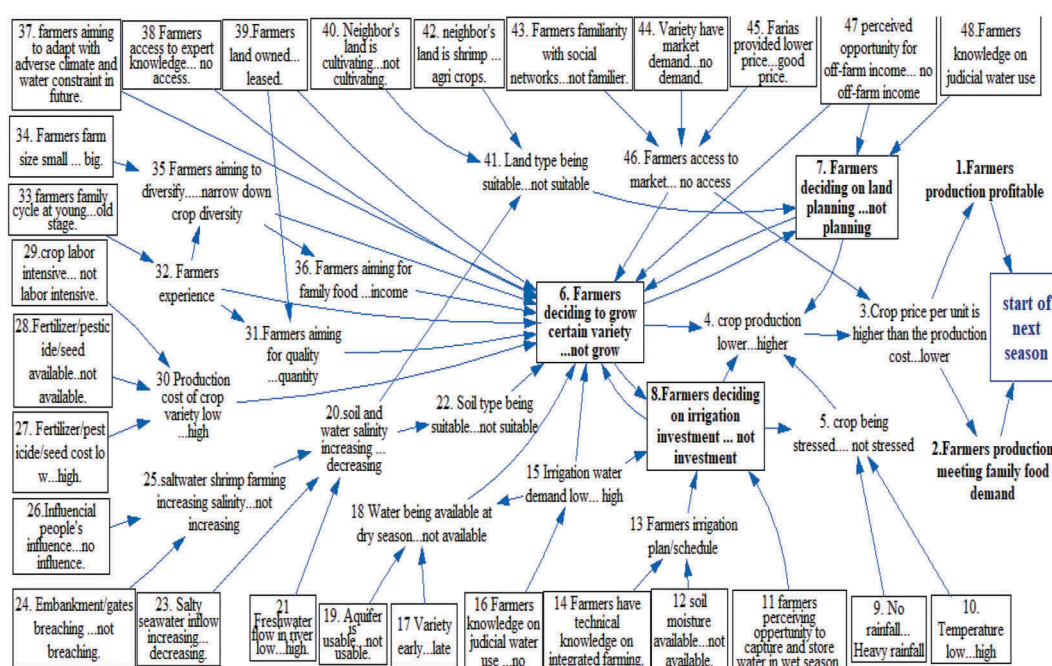 37. farmers aiming
to adapt with
adverse climate and
water constraint in
future.
38 Farmers
access to expert
knowledge... no
access.
39.Farmers
land owned...
leased.
40. Neighbor's
land is
cultivating...not
cultivating.
42. neighbor's
land is shrimp ...
agri crops.
43. Farmers familiarity
with social
networks...not familier.
44. Variety have
market
demand...no
demand.
45. Farias
provided lower
price...good
price.
47 perceived
opportunity for
off-farm income... no
off-farm income
48.Farmers
knowledge on
judicial water use
34. Farmers farm
size small ... big.
35 Farmers aiming to
diversify.....narrow down
crop diversity
41. Land type being
suitable...not suitable
46. Farmers access to
market... no access
7. Farmers
deciding on land
planning ...not
planning
1.Farmers
production profitable
33 farmers family
cycle at young...old
stage.
29.crop labor
intensive... not
labor intensive.
32. Farmers
experience
36. Farmers aiming for
family food ...income
31.Farmers aiming
for quality
...quantity
6. Farmers
deciding to grow
certain variety
...not grow
4. crop production
lower...higher
3.Crop price per unit is
higher than the production
cost...lower
start of
next
season
28.Fertilizer/pestic
ide/seed
available..not
available.
30 Production
cost of crop
variety low
...high
27. Fertilizer/pest
icide/seed cost lo
w...high.
20.soil and
water salinity
increasing ...
decreasing
22. Soil type being
suitable...not suitable
8.Farmers deciding
on irrigation
investment ... not
investment
5. crop being
stressed.... not stressed
2.Farmers production
meeting family food
demand
25.saltwater shrimp farming
increasing salinity...not
increasing
26.Influencial
people's
influence...no
influence.
18 Water being available at
dry season...not available
15 Irrigation water
demand low... high
13 Farmers irrigation
plan/schedule
24. Embankment/gates
breaching ...not
breaching.
23. Salty
seawater inflow
increasing...
decreasing.
21
Freshwater
flow in river
low...high.
19. Aquifer
is
usable...not
usable.
17 Variety
early...late
16 Farmers
knowledge on
judicial water
use ... no
14 Farmers have
technical
knowledge on
integrated farming.
12 soil
moisture
available...not
available.
11 farmers
perceiving
opportunity to
capture and store
water in wet season
9. No
rainfall...
Heavy rainfall
10.
Temperature
low...high